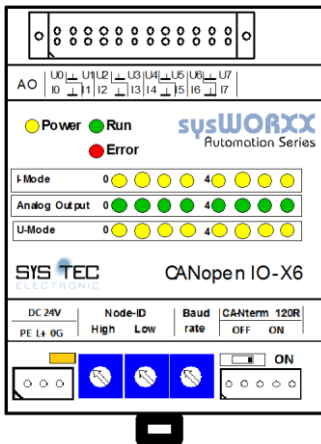 AO U0 U1 U2 U3 U4 U5 U6 U7
I0 I1 I2 I3 I4 I5 I6 I7
Power Run
Error
sysWORXX
Automation Series
I-Mode 0 4
Analog Output 0 4
U-Mode 0 4
SYS TEC
ELECTRONIC
CANopen IO-X6
DC 24V Node-ID Baud CANterm 120R
PE L+ 0G High Low rate OFF ON
ON